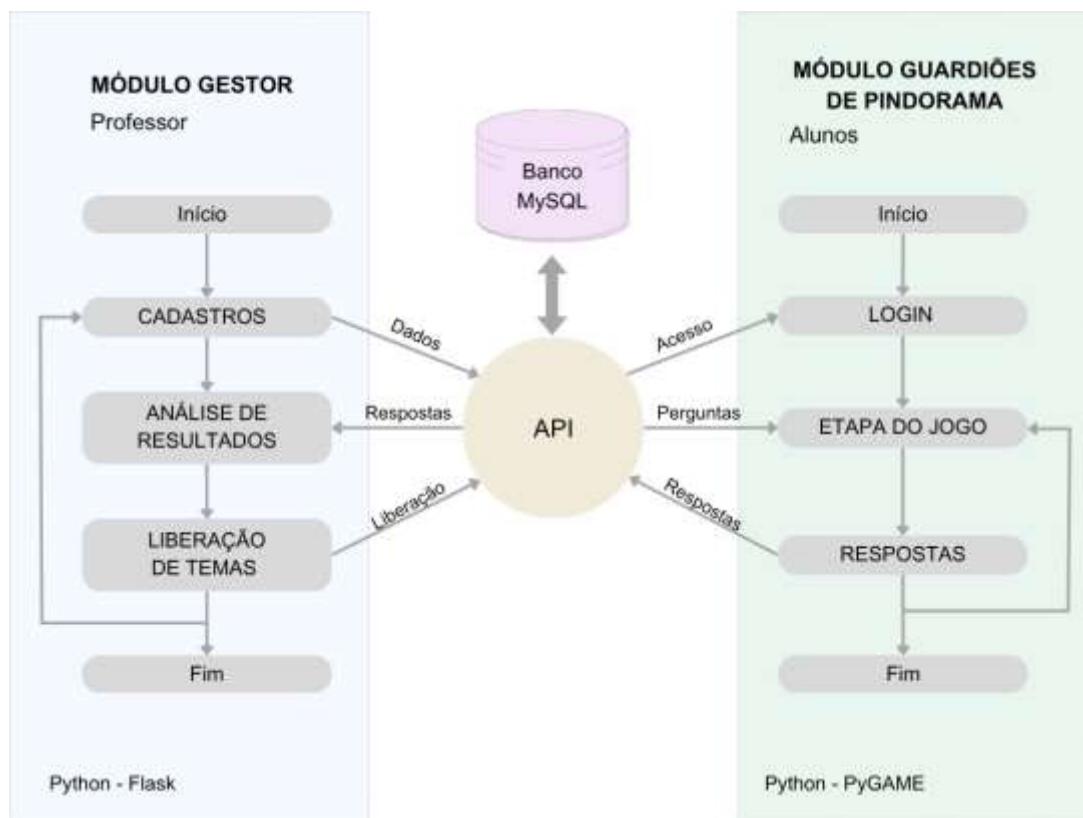 MÓDULO GESTOR
Professor
Início
CADASTROS
ANÁLISE DE
RESULTADOS
LIBERAÇÃO
DE TEMAS
Fim
Python - Flask
Banco
MySQL
API
Dados
Respostas
Liberação
Acesso
Perguntas
Respostas
MÓDULO GUARDIÕES
DE PINDORAMA
Alunos
Início
LOGIN
ETAPA DO JOGO
RESPOSTAS
Fim
Python - PyGAME